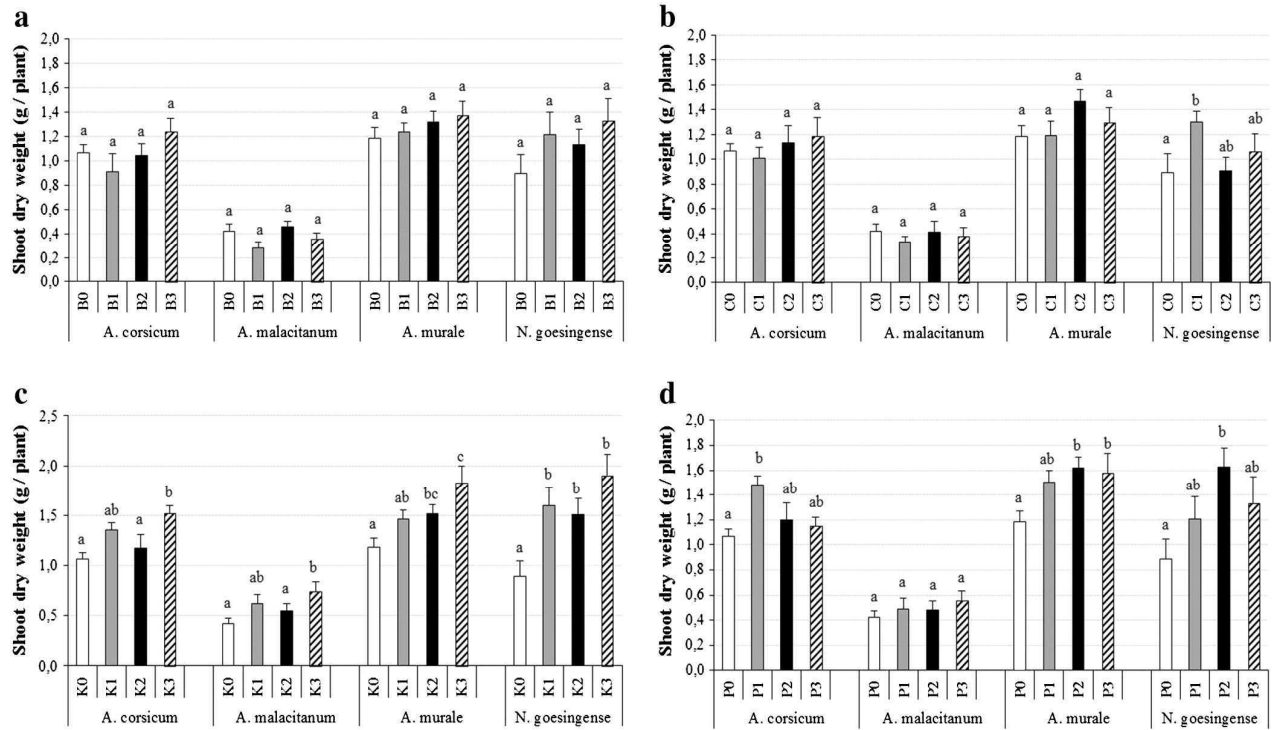 a
Shoot dry weight (g / plant)
2,0
1,8
1,6
1,4
1,2
1,0
0,8
0,6
0,4
0,2
0,0
a a a a a a a a a a a a a a a a
B0 B1 B2 B3 B0 B1 B2 B3 B0 B1 B2 B3 B0 B1 B2 B3
A. corsicum A. malacitanum A. murale N. goesingense
b
Shoot dry weight (g / plant)
2,0
1,8
1,6
1,4
1,2
1,0
0,8
0,6
0,4
0,2
0,0
a a a a a a a a a a a a a b ab ab
C0 C1 C2 C3 C0 C1 C2 C3 C0 C1 C2 C3 C0 C1 C2 C3
A. corsicum A. malacitanum A. murale N. goesingense
c
Shoot dry weight (g / plant)
2,5
2,0
1,5
1,0
0,5
0,0
a ab a b a ab a b a ab bc c a b b b
K0 K1 K2 K3 K0 K1 K2 K3 K0 K1 K2 K3 K0 K1 K2 K3
A. corsicum A. malacitanum A. murale N. goesingense
d
Shoot dry weight (g / plant)
2,0
1,8
1,6
1,4
1,2
1,0
0,8
0,6
0,4
0,2
0,0
a b ab ab a a a a a ab b b a ab b ab
P0 P1 P2 P3 P0 P1 P2 P3 P0 P1 P2 P3 P0 P1 P2 P3
A. corsicum A. malacitanum A. murale N. goesingense